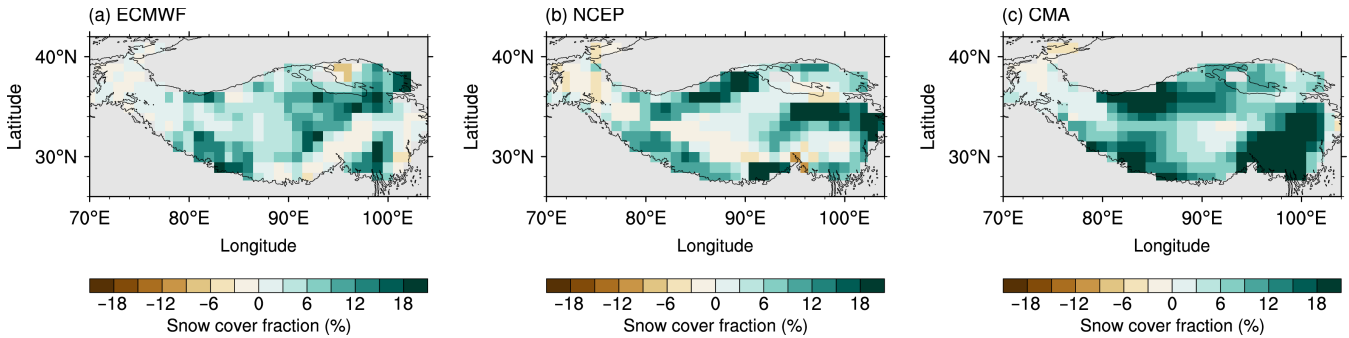 (a) ECMWF
40°N
30°N
Latitude
70°E 80°E 90°E 100°E
Longitude
−18 −12 −6 0 6 12 18
Snow cover fraction (%)
(b) NCEP
40°N
30°N
Latitude
70°E 80°E 90°E 100°E
Longitude
−18 −12 −6 0 6 12 18
Snow cover fraction (%)
(c) CMA
40°N
30°N
Latitude
70°E 80°E 90°E 100°E
Longitude
−18 −12 −6 0 6 12 18
Snow cover fraction (%)